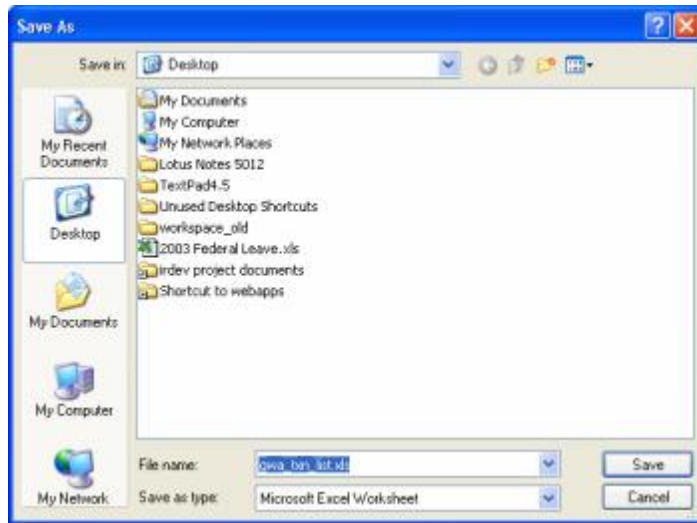 Save As
Save in: Desktop
My Documents
My Computer
My Network Places
Lotus Notes 5012
TextPad4.5
Unused Desktop Shortcuts
workspace_old
2003 Federal Leave.xls
irdev project documents
Shortcut to webapps
My Recent
Documents
Desktop
My Documents
My Computer
My Network
File name:
Save
Save as type: Microsoft Excel Worksheet
Cancel